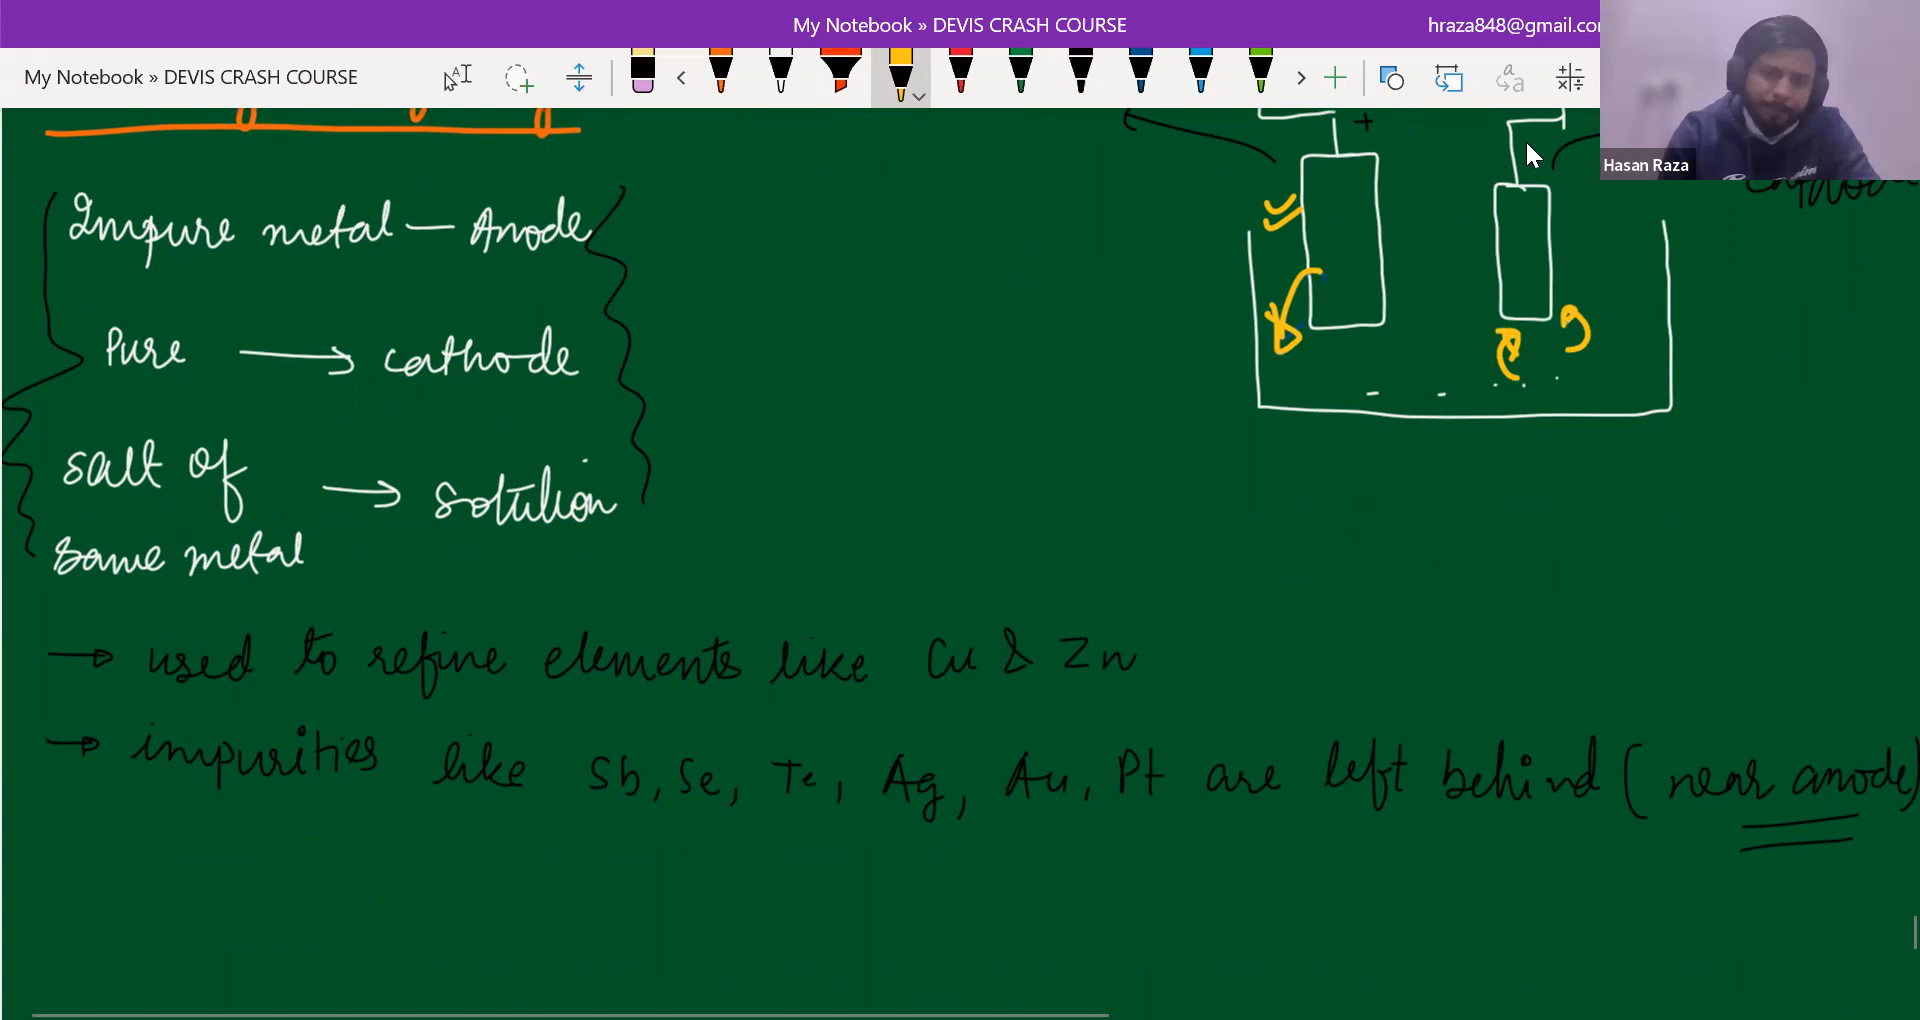 My Notebook » DEVIS CRASH COURSE
hraza848@gmail.co
My Notebook » DEVIS CRASH COURSE
Hasan Raza
Impure metal — Anode
+
Pure → cathode
cathode
salt of → solution
same metal
→ used to refine elements like Cu & Zn
→ impurities like Sb, Se, Te, Ag, Au, Pt are left behind (near anode)